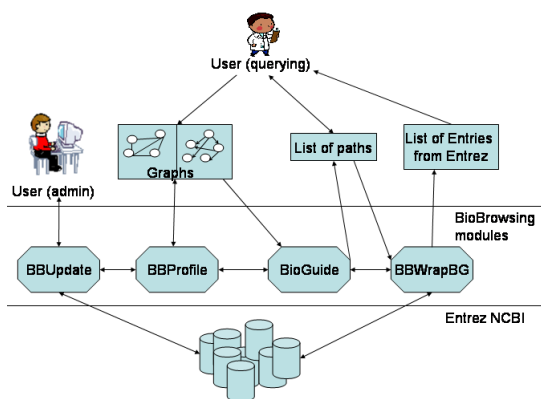 User (querying)
User (admin)
Graphs
List of paths
List of Entries
from Entrez
BioBrowsing
modules
BBUpdate
BBProfile
BioGuide
BBWrapBG
Entrez NCBI